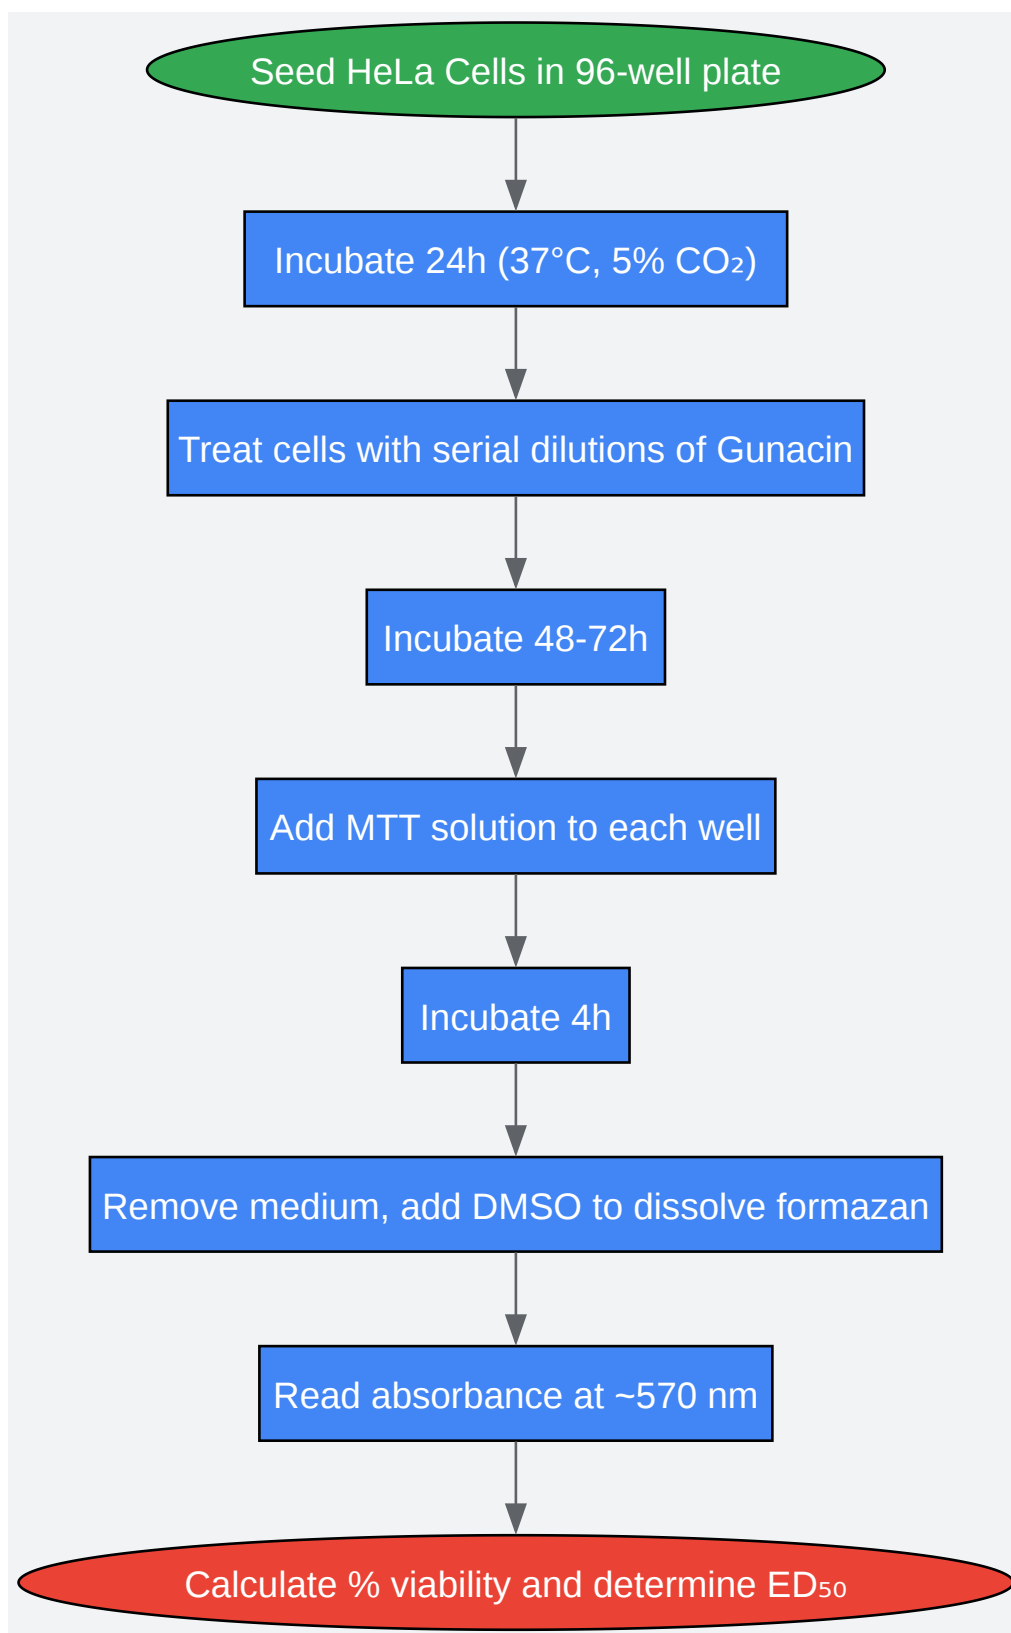 Seed HeLa Cells in 96-well plate
Incubate 24h (37°C, 5% CO₂)
Treat cells with serial dilutions of Gunacin
Incubate 48-72h
Add MTT solution to each well
Incubate 4h
Remove medium, add DMSO to dissolve formazan
Read absorbance at ~570 nm
Calculate % viability and determine ED₅₀